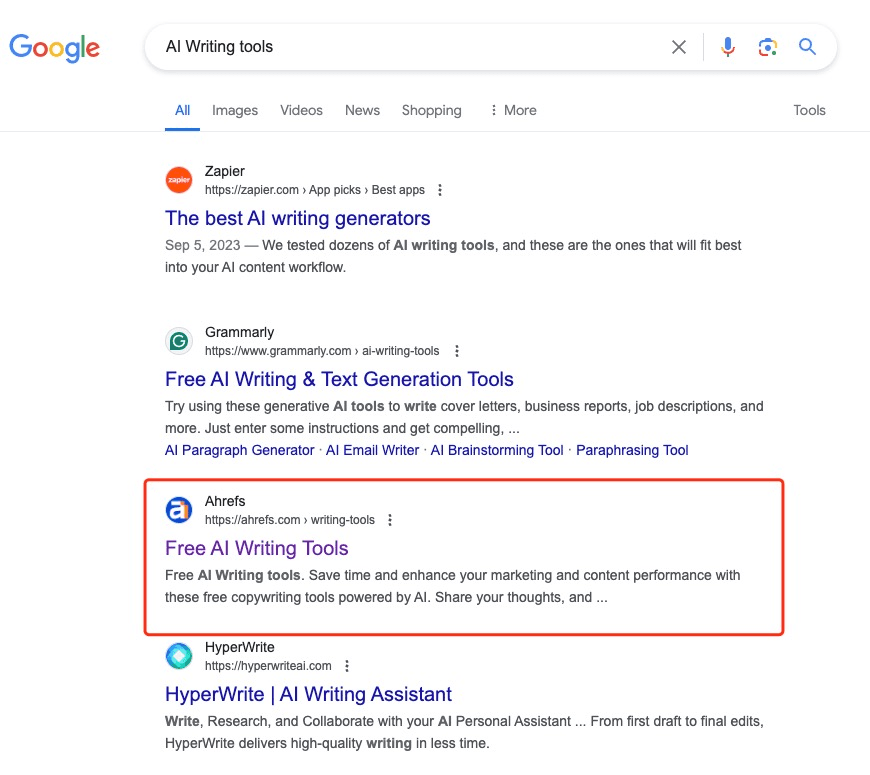 Google
AI Writing tools
All Images Videos News Shopping More Tools
zapier
Zapier
https://zapier.com › App picks › Best apps
The best AI writing generators
Sep 5, 2023 — We tested dozens of AI writing tools, and these are the ones that will fit best
into your AI content workflow.
G
Grammarly
https://www.grammarly.com › ai-writing-tools
Free AI Writing & Text Generation Tools
Try using these generative AI tools to write cover letters, business reports, job descriptions, and
more. Just enter some instructions and get compelling, ...
AI Paragraph Generator · AI Email Writer · AI Brainstorming Tool · Paraphrasing Tool
ai
Ahrefs
https://ahrefs.com › writing-tools
Free AI Writing Tools
Free AI Writing tools. Save time and enhance your marketing and content performance with
these free copywriting tools powered by AI. Share your thoughts, and ...
HyperWrite
https://hyperwriteai.com
HyperWrite | AI Writing Assistant
Write, Research, and Collaborate with your AI Personal Assistant ... From first draft to final edits,
HyperWrite delivers high-quality writing in less time.